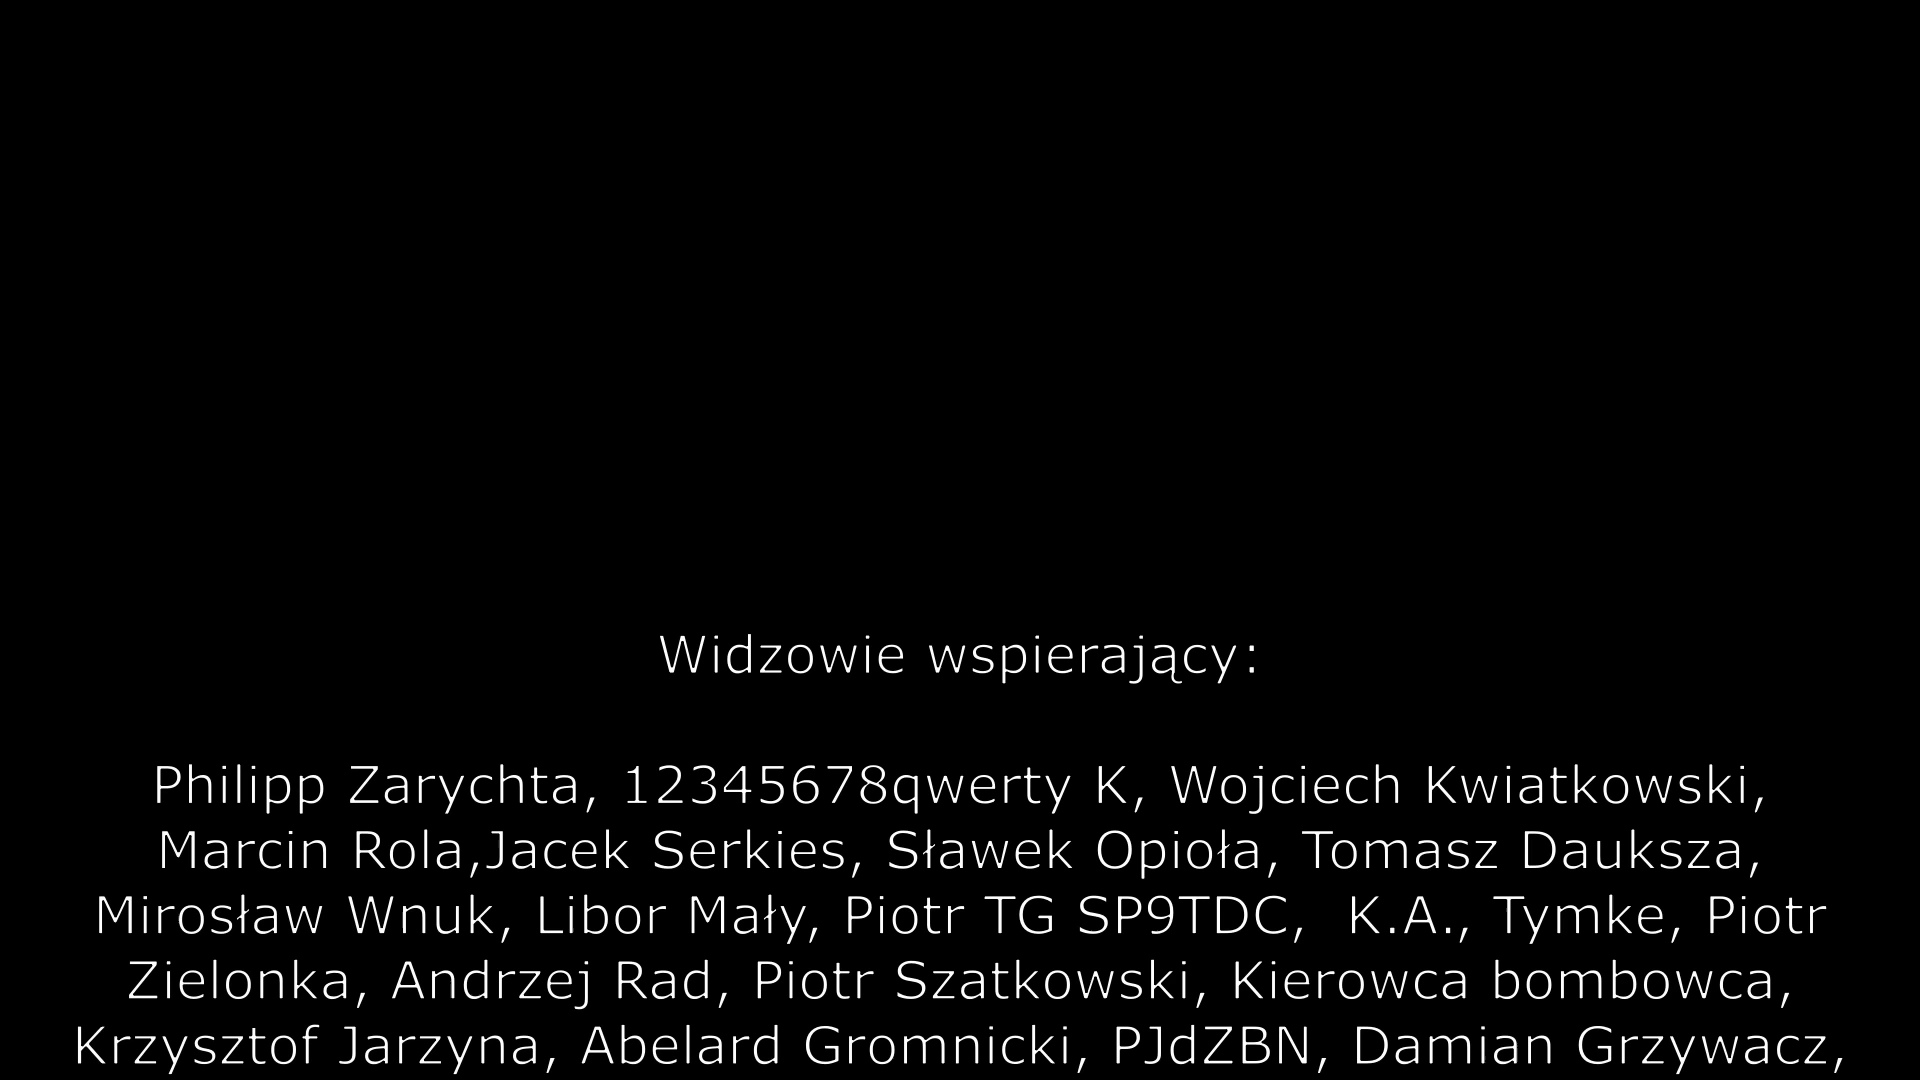 Widzowie wspierający:
Philipp Zarychta, 12345678qwerty K, Wojciech Kwiatkowski,
Marcin Rola,Jacek Serkies, Sławek Opioła, Tomasz Dauksza,
Mirosław Wnuk, Libor Mały, Piotr TG SP9TDC,  K.A., Tymke, Piotr
Zielonka, Andrzej Rad, Piotr Szatkowski, Kierowca bombowca,
Krzysztof Jarzyna, Abelard Gromnicki, PJdZBN, Damian Grzywacz,